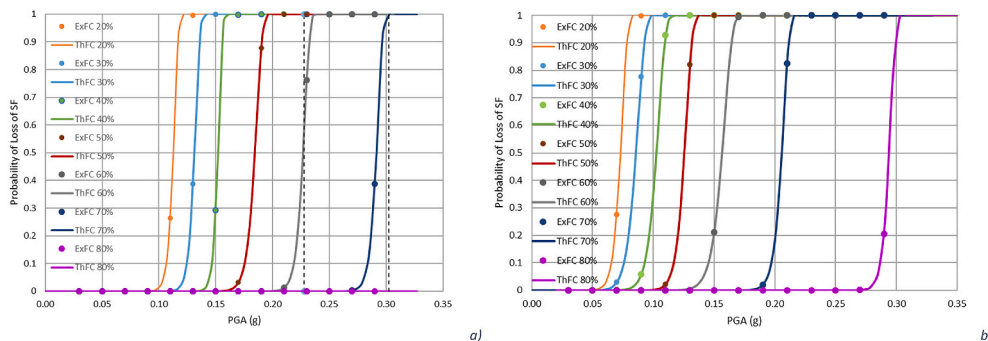 Probability of Loss of SF
1
0.9
0.8
0.7
0.6
0.5
0.4
0.3
0.2
0.1
0
ExFC 20%
ThFC 20%
ExFC 30%
ThFC 30%
ExFC 40%
ThFC 40%
ExFC 50%
ThFC 50%
ExFC 60%
ThFC 60%
ExFC 70%
ThFC 70%
ExFC 80%
ThFC 80%
0.00 0.05 0.10 0.15 0.20 0.25 0.30 0.35
PGA (g)
a)
Probability of Loss of SF
1
0.9
0.8
0.7
0.6
0.5
0.4
0.3
0.2
0.1
0
ExFC 20%
ThFC 20%
ExFC 30%
ThFC 30%
ExFC 40%
ThFC 40%
ExFC 50%
ThFC 50%
ExFC 60%
ThFC 60%
ExFC 70%
ThFC 70%
ExFC 80%
ThFC 80%
0.00 0.05 0.10 0.15 0.20 0.25 0.30 0.35
PGA (g)
b)